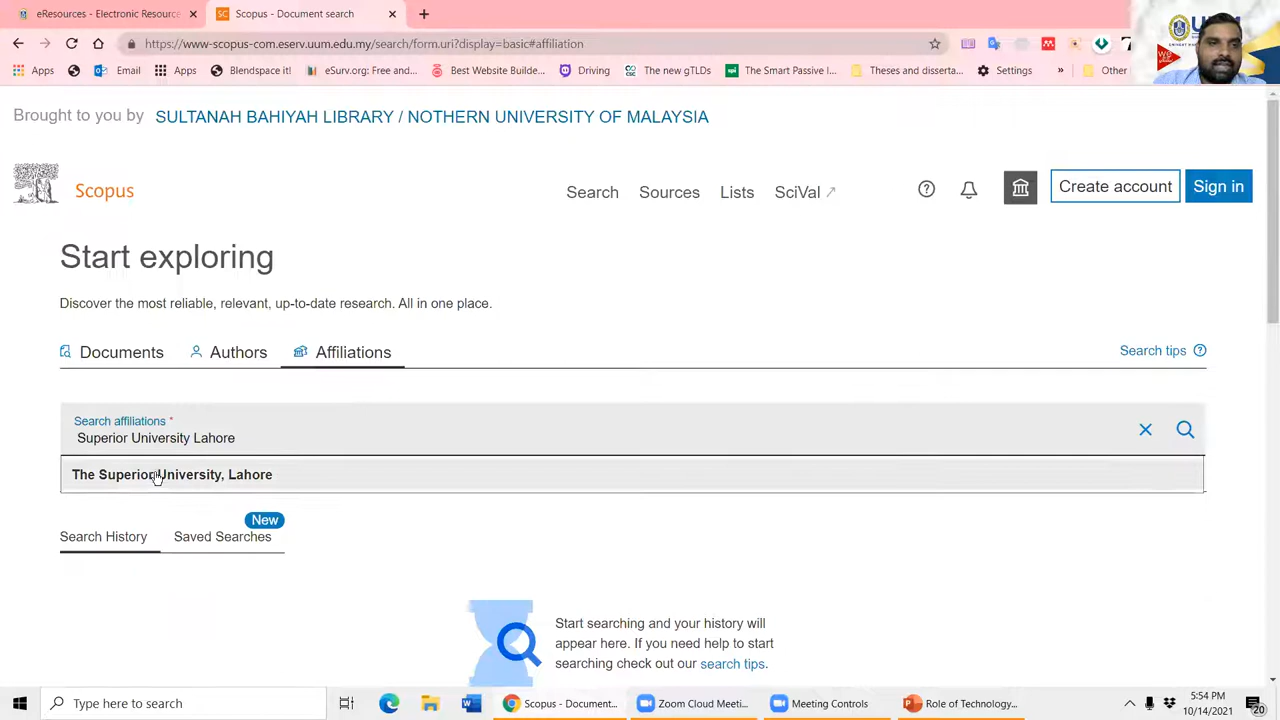 eResources - Electronic Resource
Scopus - Document search
https://www-scopus-com.eserv.uum.edu.my/search/form.uri?display=basic#affiliation
Apps
Email
Apps
Blendspace it!
eSurving: Free and...
Best Website Build...
Driving
The new gTLDs
The Smart Passive I...
Theses and dissertat
Settings
»
Other
Brought to you by SULTANAH BAHIYAH LIBRARY / NOTHERN UNIVERSITY OF MALAYSIA
Scopus
Search
Sources
Lists
SciVal
Create account
Sign in
Start exploring
Discover the most reliable, relevant, up-to-date research. All in one place.
Documents
Authors
Affiliations
Search tips
Search affiliations *
Superior University Lahore
The Superior University, Lahore
New
Search History
Saved Searches
Start searching and your history will
appear here. If you need help to start
searching check out our search tips.
Type here to search
Scopus - Document...
Zoom Cloud Meeti...
Meeting Controls
Role of Technology...
5:54 PM
10/14/2021
20